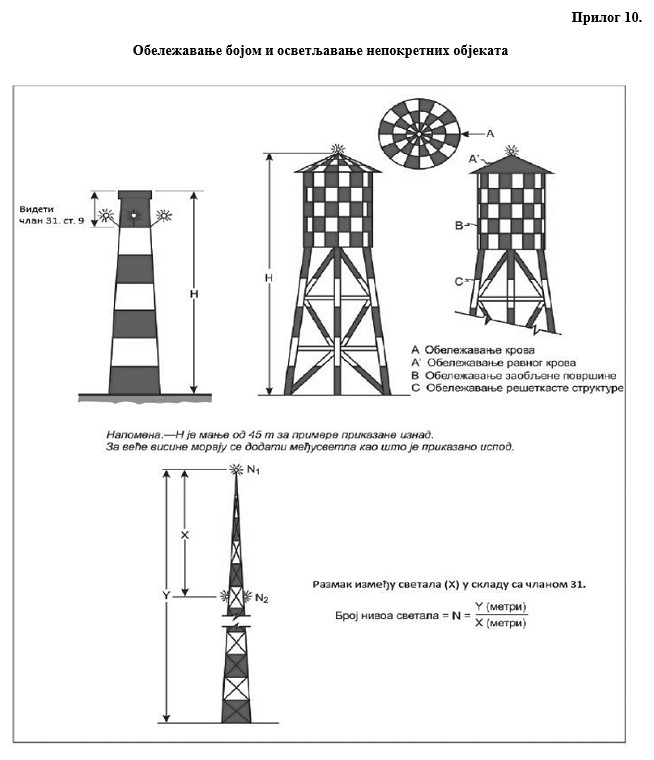 Прилог 10.
Обележавање бојом и осветљавање непокретних објеката
A
A'
Видети
члан 31. ст. 9
B
H
H
C
A Обележавање крова
A' Обележавање равног крова
B Обележавање заобљене површине
C Обележавање решеткасте структуре
Напомена.—H је мање од 45 m за примере приказане изнад.
За веће висине морају се додати међусветла као што је приказано испод.
N1
X
Размак између светала (X) у складу са чланом 31.
Y
N2
Број нивоа светала = N = Y (метри)
X (метри)